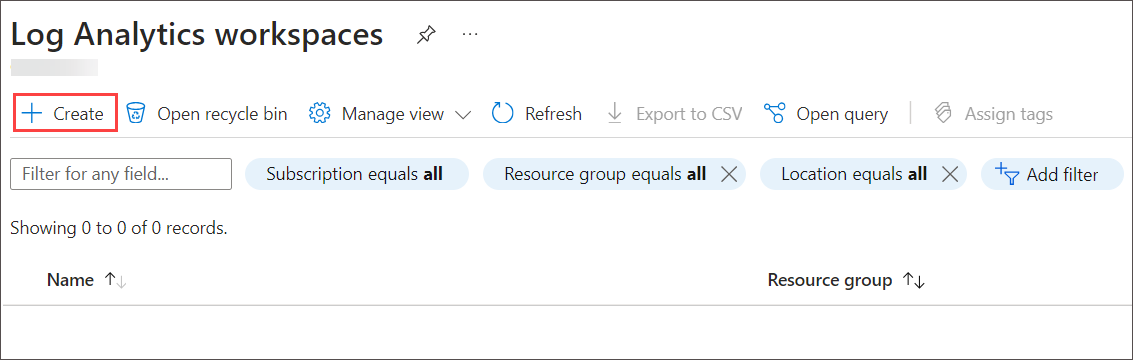 Log Analytics workspaces ...
Create Open recycle bin Manage view Refresh Export to CSV Open query Assign tags
Filter for any field... Subscription equals all Resource group equals all Location equals all Add filter
Showing 0 to 0 of 0 records.
Name Resource group